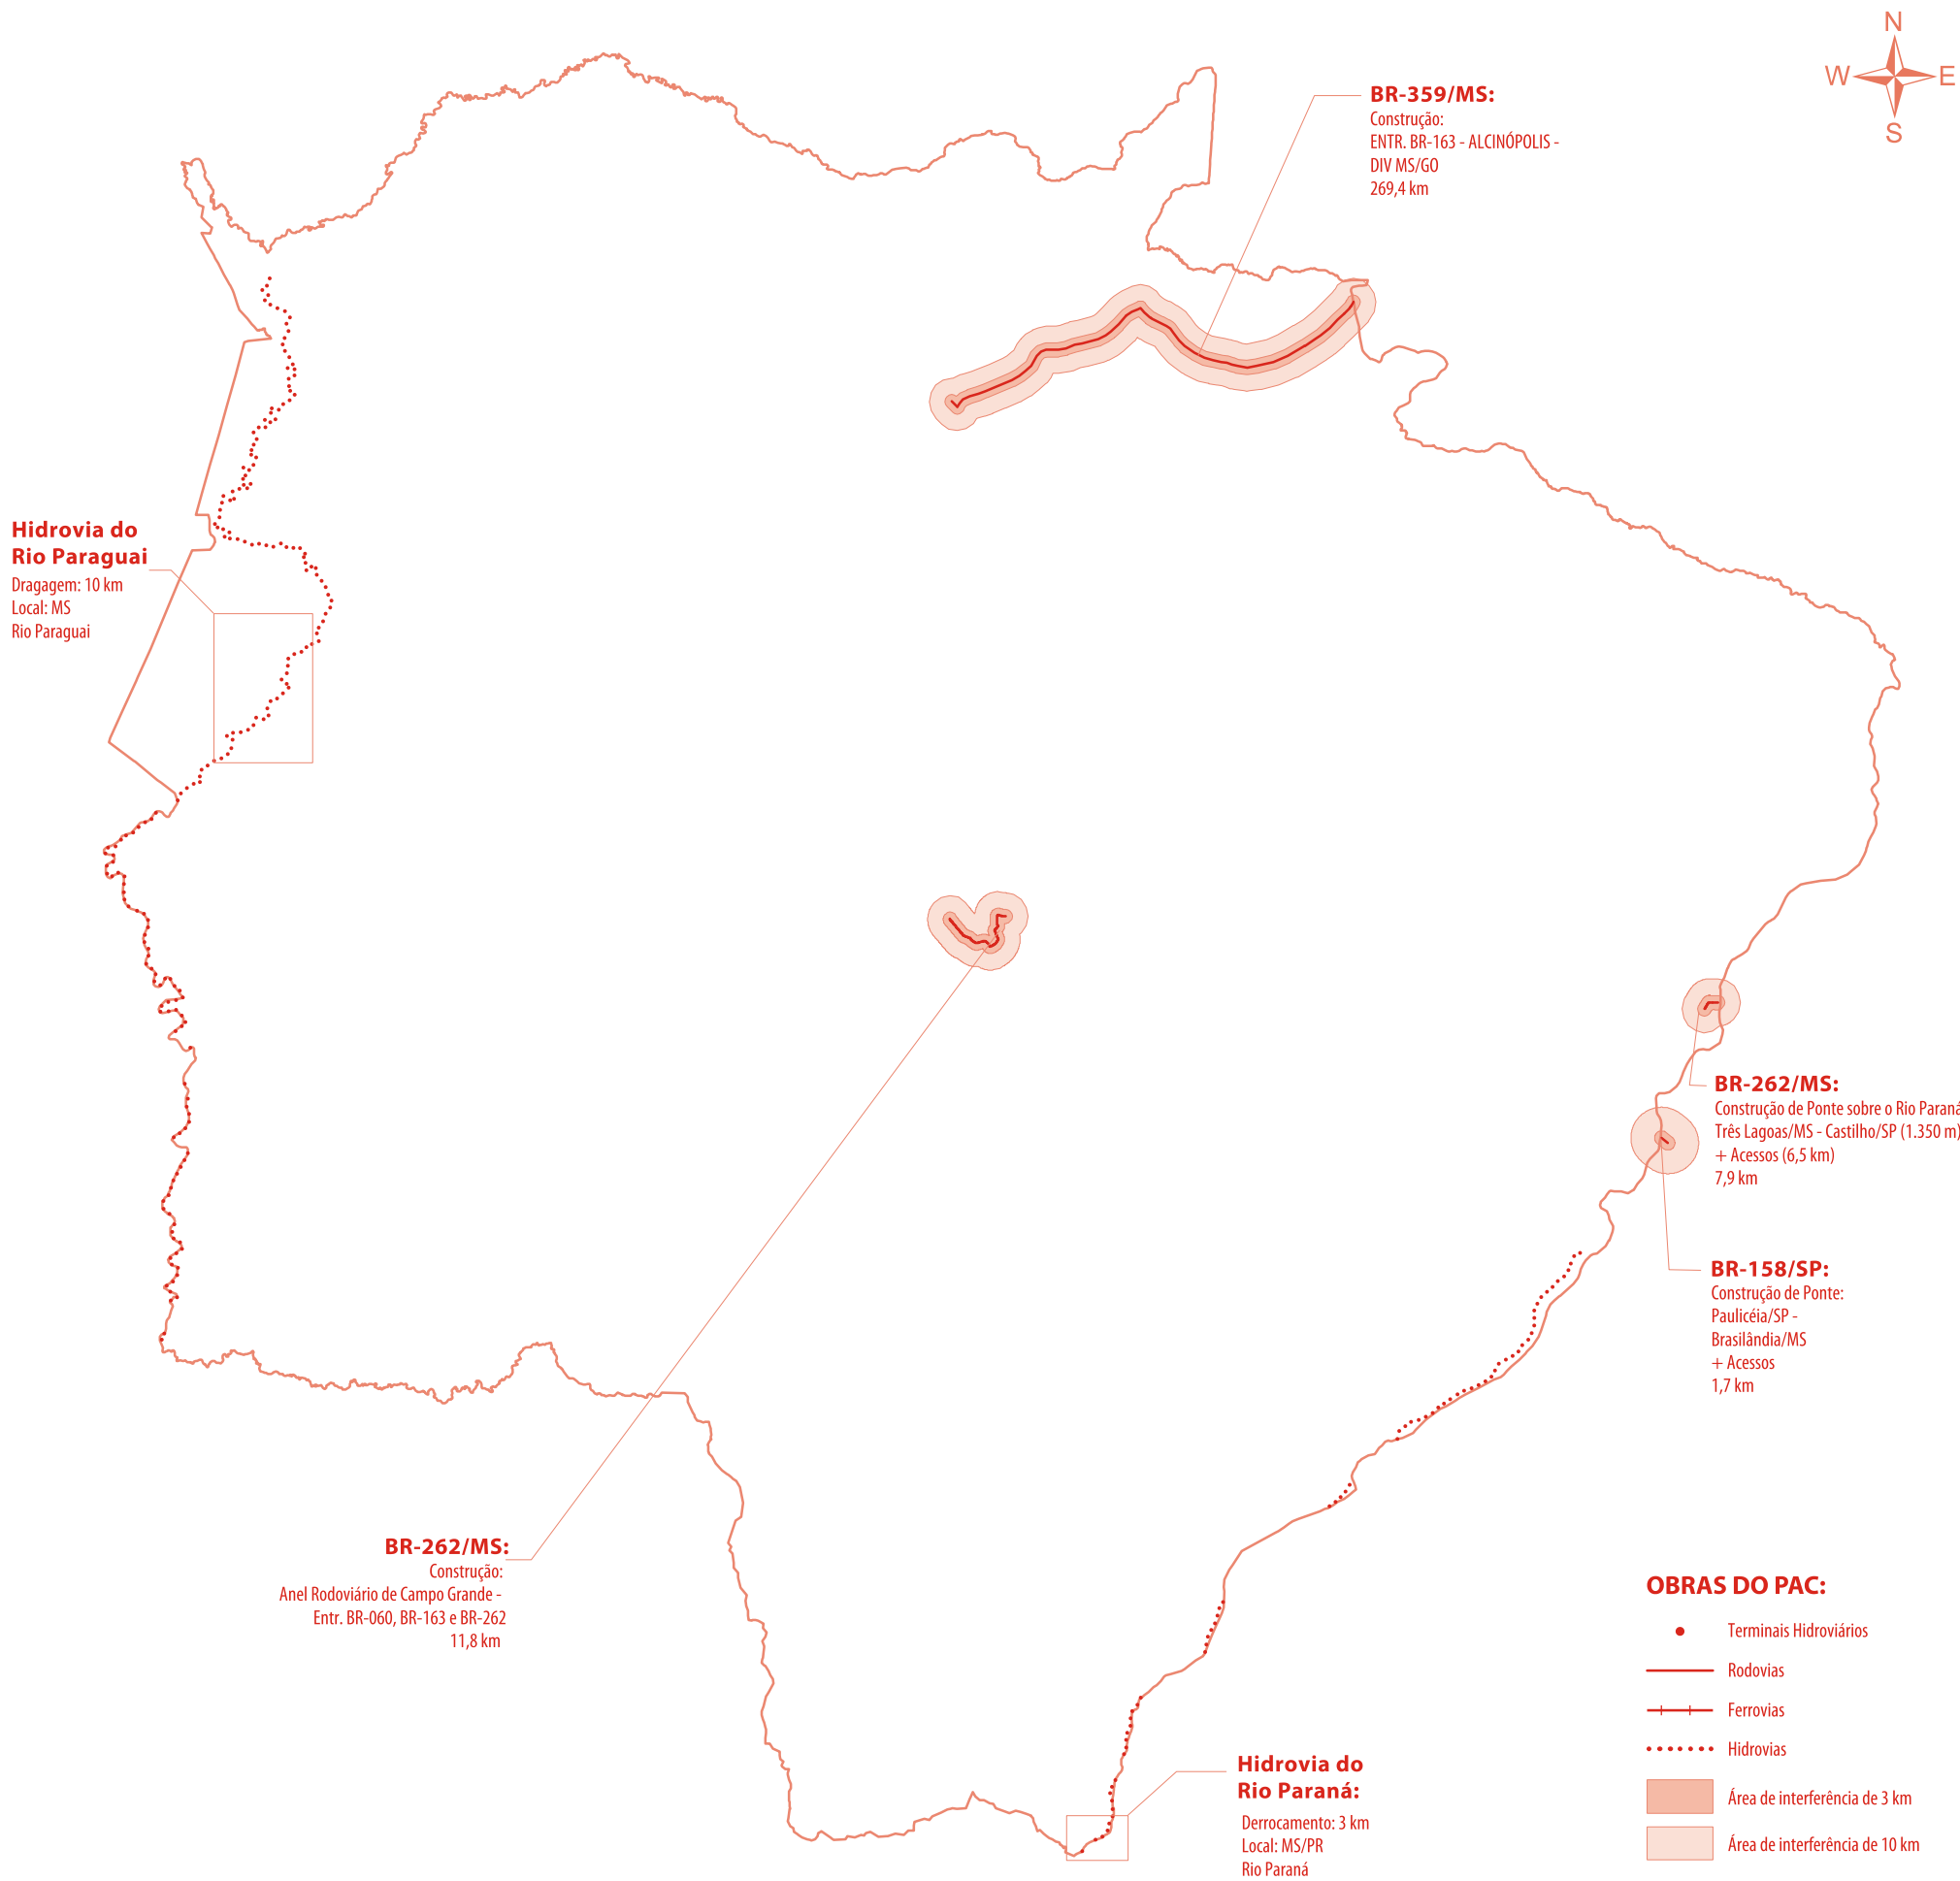 N
W
E
S
BR-359/MS:
Construção:
ENTR. BR-163 - ALCINÓPOLIS -
DIV MS/GO
269,4 km
Hidrovia do
Rio Paraguai
Dragagem: 10 km
Local: MS
Rio Paraguai
BR-262/MS:
Construção de Ponte sobre o Rio Paraná
Três Lagoas/MS - Castilho/SP (1.350 m)
+ Acessos (6,5 km)
7,9 km
BR-158/SP:
Construção de Ponte:
Paulicéia/SP -
Brasilândia/MS
+ Acessos
1,7 km
BR-262/MS:
Construção:
Anel Rodoviário de Campo Grande -
Entr. BR-060, BR-163 e BR-262
11,8 km
Hidrovia do
Rio Paraná:
Derrocamento: 3 km
Local: MS/PR
Rio Paraná
OBRAS DO PAC:
Terminais Hidroviários
Rodovias
Ferrovias
Hidrovias
Área de interferência de 3 km
Área de interferência de 10 km